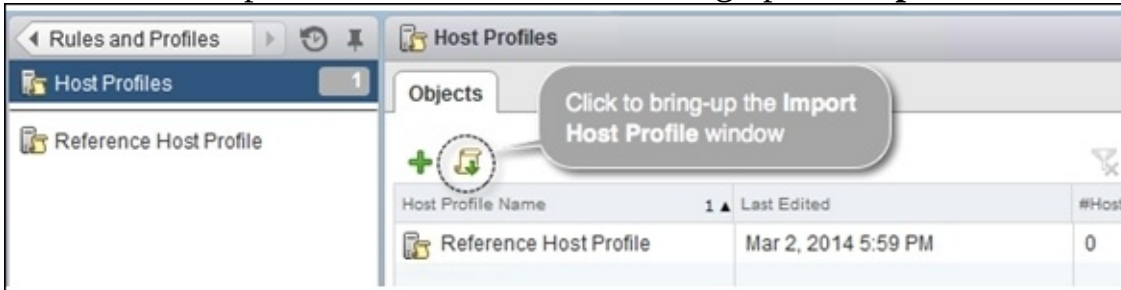 Rules and Profiles
Host Profiles
Host Profiles
1
Objects
Click to bring-up the Import
Host Profile window
Reference Host Profile
Host Profile Name 1 Last Edited #Host
Reference Host Profile Mar 2, 2014 5:59 PM 0